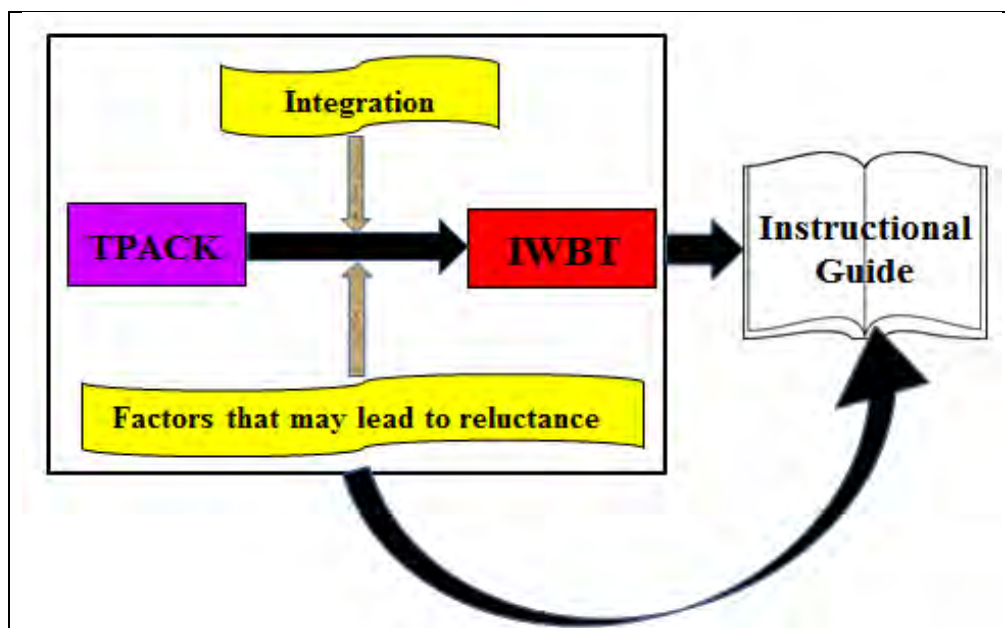 Integration
TPACK
IWBT
Instructional
Guide
Factors that may lead to reluctance